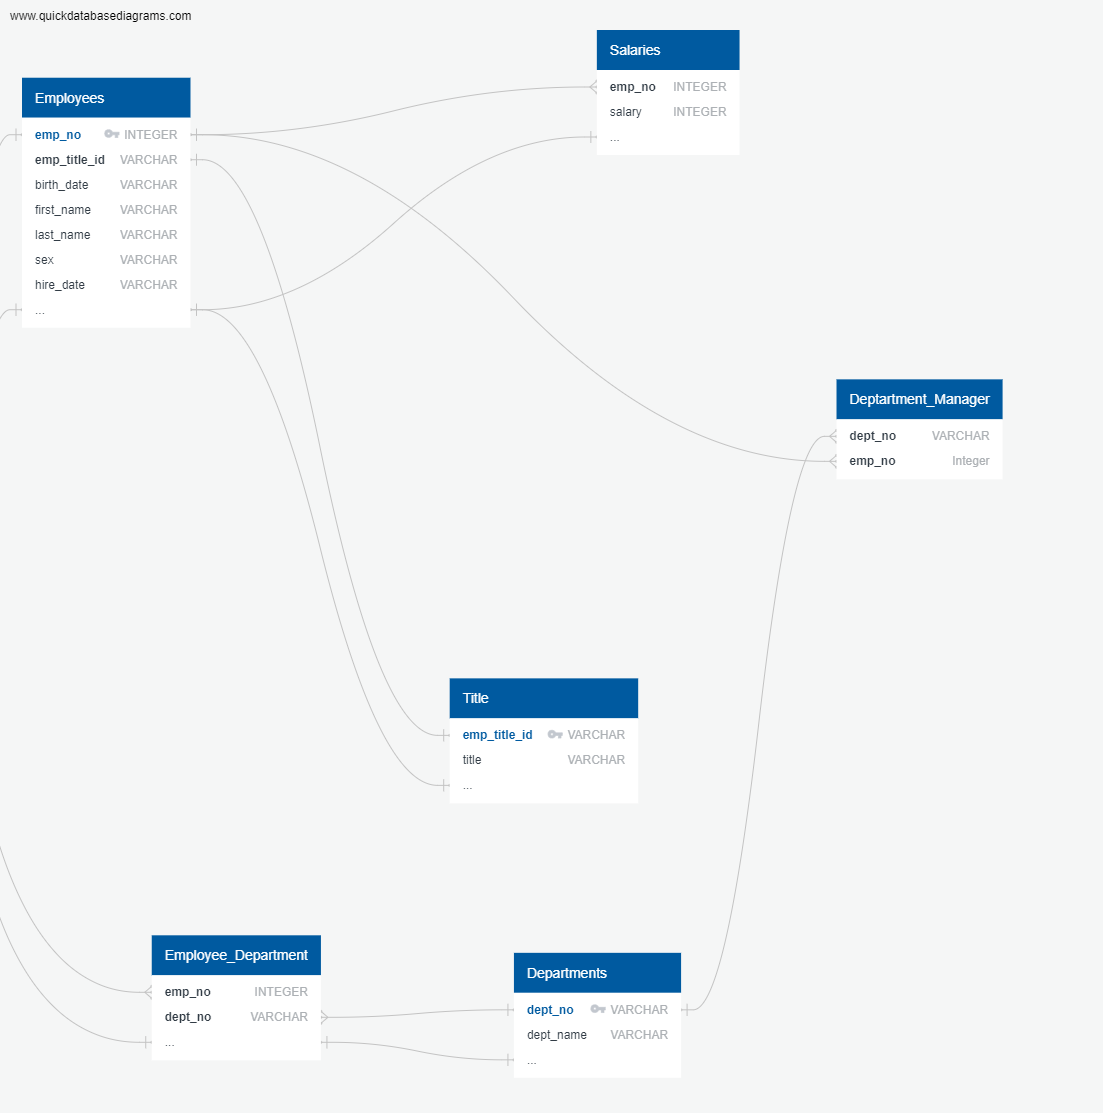 www.quickdatabasediagrams.com
Salaries
emp_no INTEGER
salary INTEGER
...
Employees
emp_no INTEGER
emp_title_id VARCHAR
birth_date VARCHAR
first_name VARCHAR
last_name VARCHAR
sex VARCHAR
hire_date VARCHAR
...
Deptartment_Manager
dept_no VARCHAR
emp_no Integer
Title
emp_title_id VARCHAR
title VARCHAR
...
Employee_Department
emp_no INTEGER
dept_no VARCHAR
...
Departments
dept_no VARCHAR
dept_name VARCHAR
...